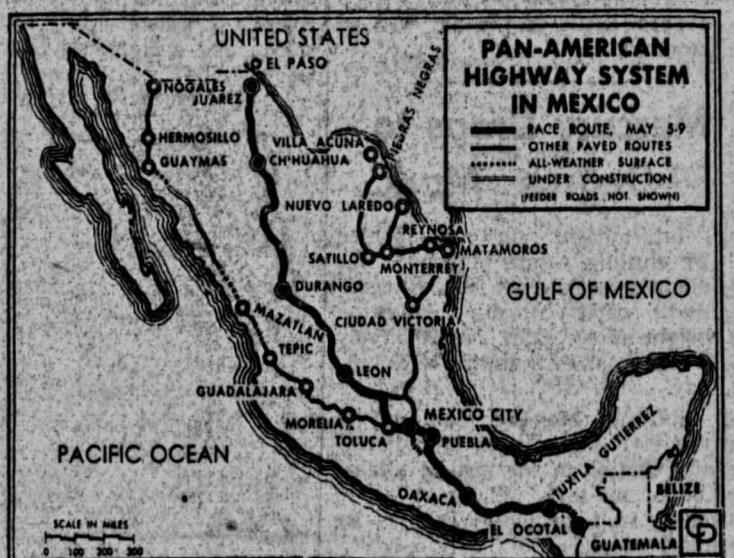 UNITED STATES
PAN-AMERICAN
HIGHWAY SYSTEM
IN MEXICO
RACE ROUTE, MAY 5-9
OTHER PAVED ROUTES
ALL-WEATHER SURFACE
UNDER CONSTRUCTION
(FEEDER ROADS NOT SHOWN)
EL PASO
NOGALES
JUAREZ
PIEDRAS NEGRAS
HERMOSILLO
VILLA ACUNA
GUAYMAS
CH'HUAHUA
NUEVO LAREDO
REYNOSA
MATAMOROS
SATILLO
MONTERREY
DURANGO
GULF OF MEXICO
MAZATLAN
CIUDAD VICTORIA
TEPIC
LEON
GUADALAJARA
MORELIA
MEXICO CITY
TOLUCA
PUEBLA
PACIFIC OCEAN
TUXTLA GUTIERREZ
OAXACA
BELIZE
EL OCOTAL
GUATEMALA
CP
SCALE IN MILES
0 100 200 300